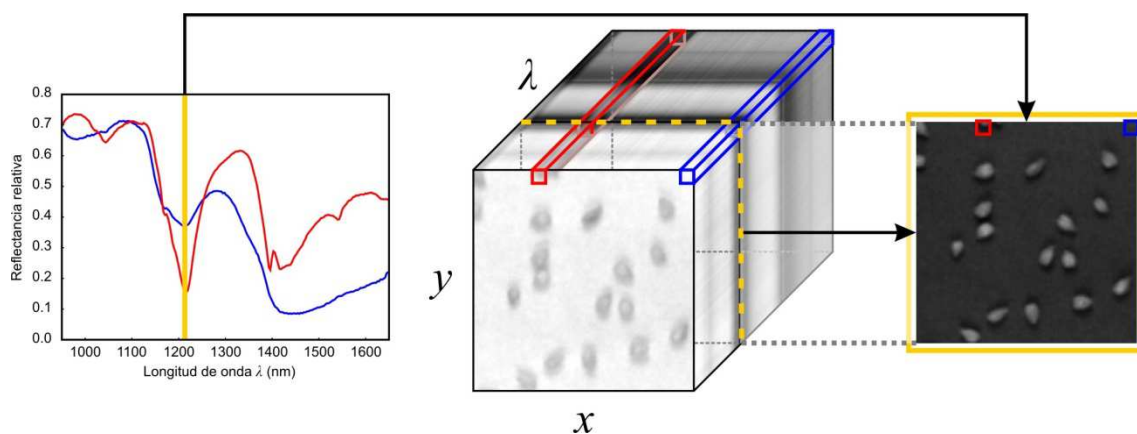 0.8
0.7
0.6
0.5
0.4
0.3
0.2
0.1
0.0
Reflectancia relativa
1000 1100 1200 1300 1400 1500 1600
Longitud de onda λ (nm)
λ
y
x